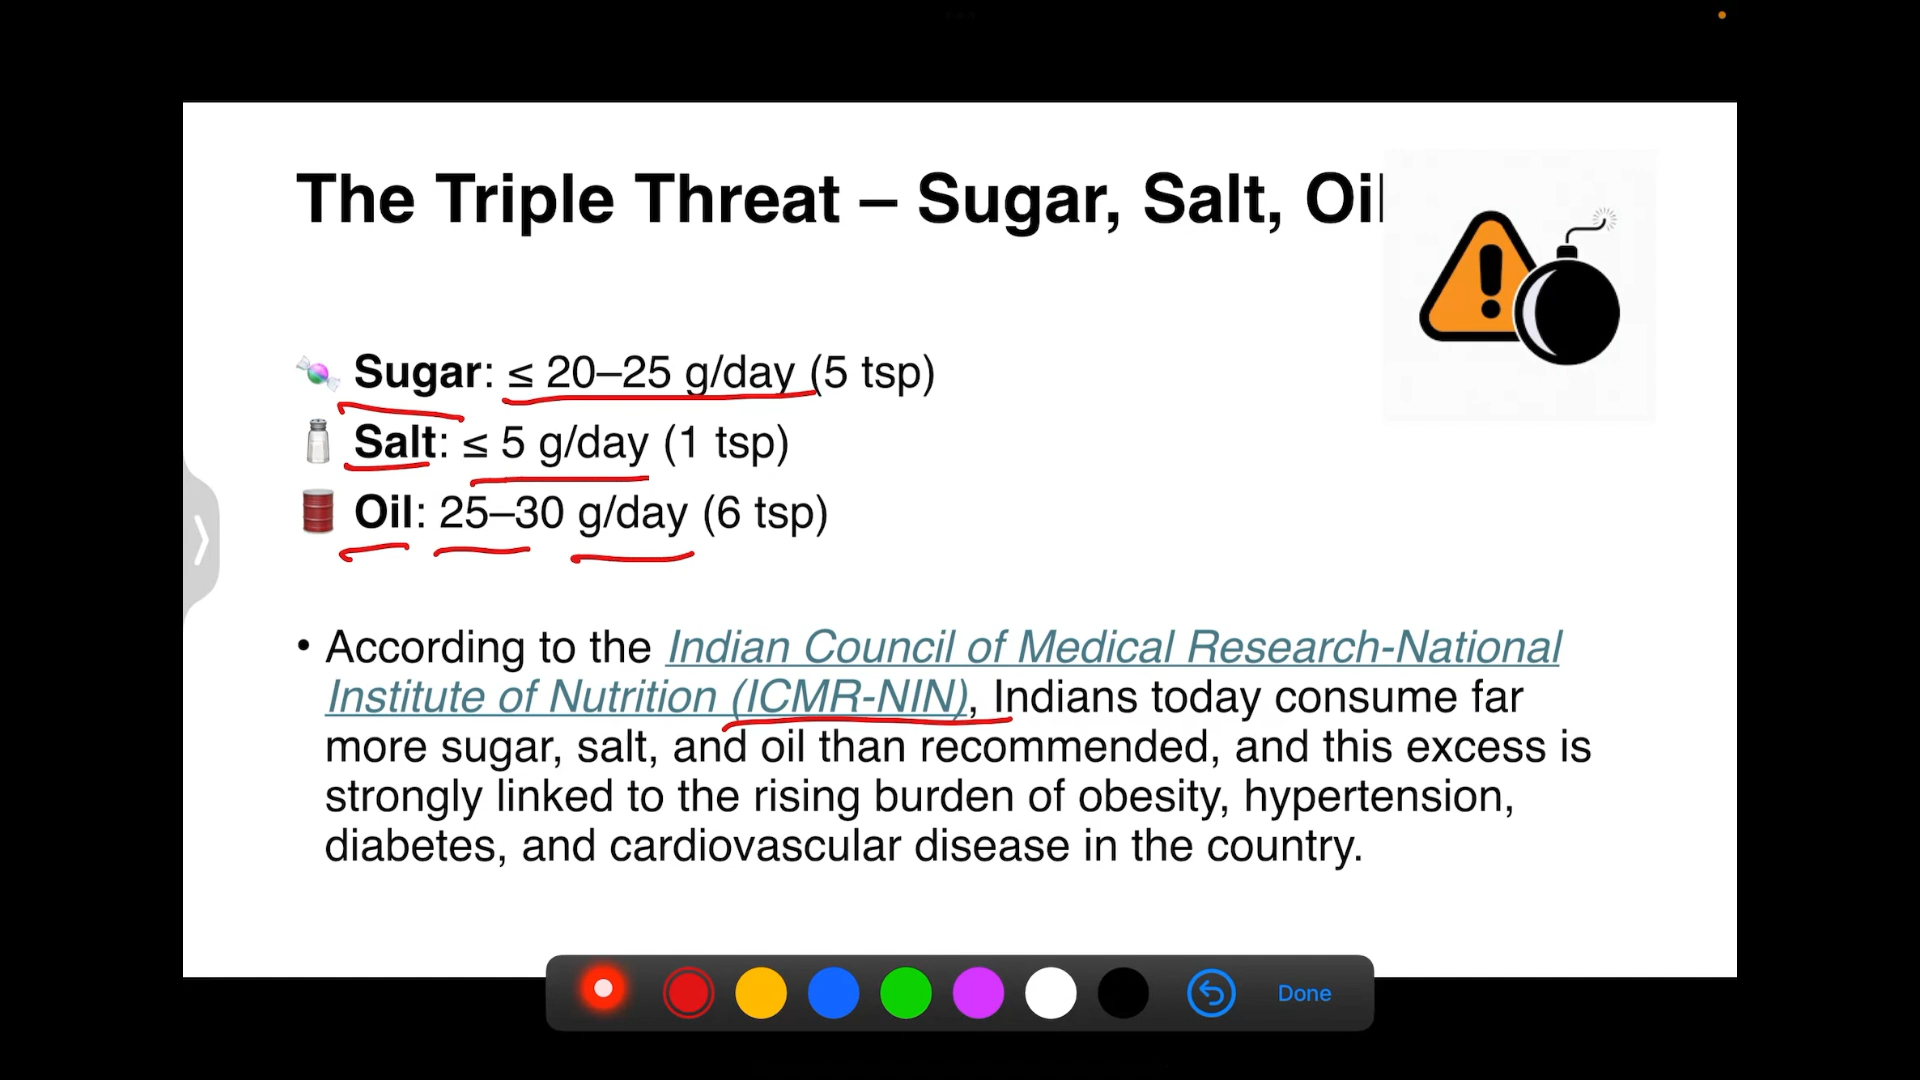 The Triple Threat – Sugar, Salt, Oil
Sugar: ≤ 20–25 g/day (5 tsp)
Salt: ≤ 5 g/day (1 tsp)
Oil: 25–30 g/day (6 tsp)
• According to the Indian Council of Medical Research-National
Institute of Nutrition (ICMR-NIN), Indians today consume far
more sugar, salt, and oil than recommended, and this excess is
strongly linked to the rising burden of obesity, hypertension,
diabetes, and cardiovascular disease in the country.
Done